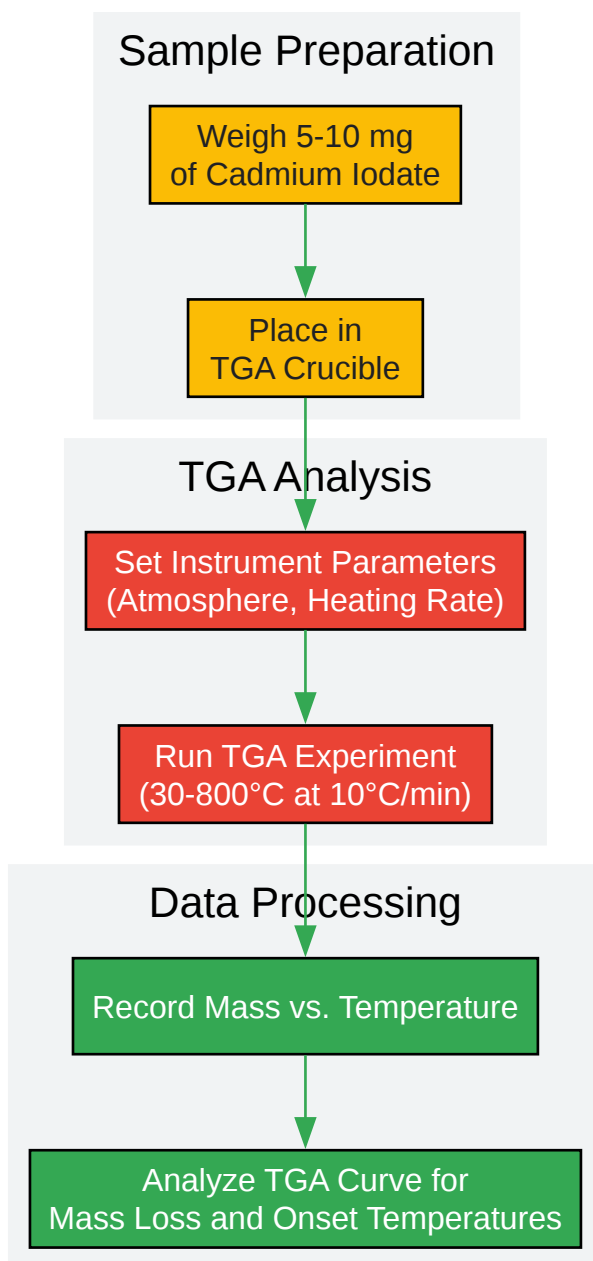 Sample Preparation
Weigh 5-10 mg
of Cadmium Iodate
Place in
TGA Crucible
TGA Analysis
Set Instrument Parameters
(Atmosphere, Heating Rate)
Run TGA Experiment
(30-800°C at 10°C/min)
Data Processing
Record Mass vs. Temperature
Analyze TGA Curve for
Mass Loss and Onset Temperatures